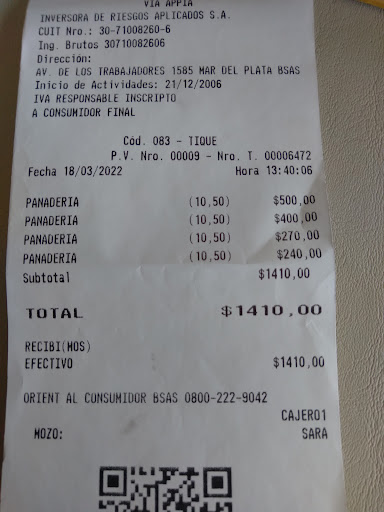 VIA APPIA
INVERSORA DE RIESGOS APLICADOS S.A.
CUIT Nro.: 30-71008260-6
Ing. Brutos 30710082606
Dirección:
AV. DE LOS TRABAJADORES 1585 MAR DEL PLATA BSAS
Inicio de Actividades: 21/12/2006
IVA RESPONSABLE INSCRIPTO
A CONSUMIDOR FINAL
Cód. 083 - TIQUE
P.V. Nro. 00009 - Nro. T. 00006472
Fecha 18/03/2022 Hora 13:40:06
PANADERIA (10,50) $500,00
PANADERIA (10,50) $400,00
PANADERIA (10,50) $270,00
PANADERIA (10,50) $240,00
Subtotal $1410,00
TOTAL $1410,00
RECIBI(MOS)
EFECTIVO $1410,00
ORIENT AL CONSUMIDOR BSAS 0800-222-9042
CAJERO1
MOZO: SARA